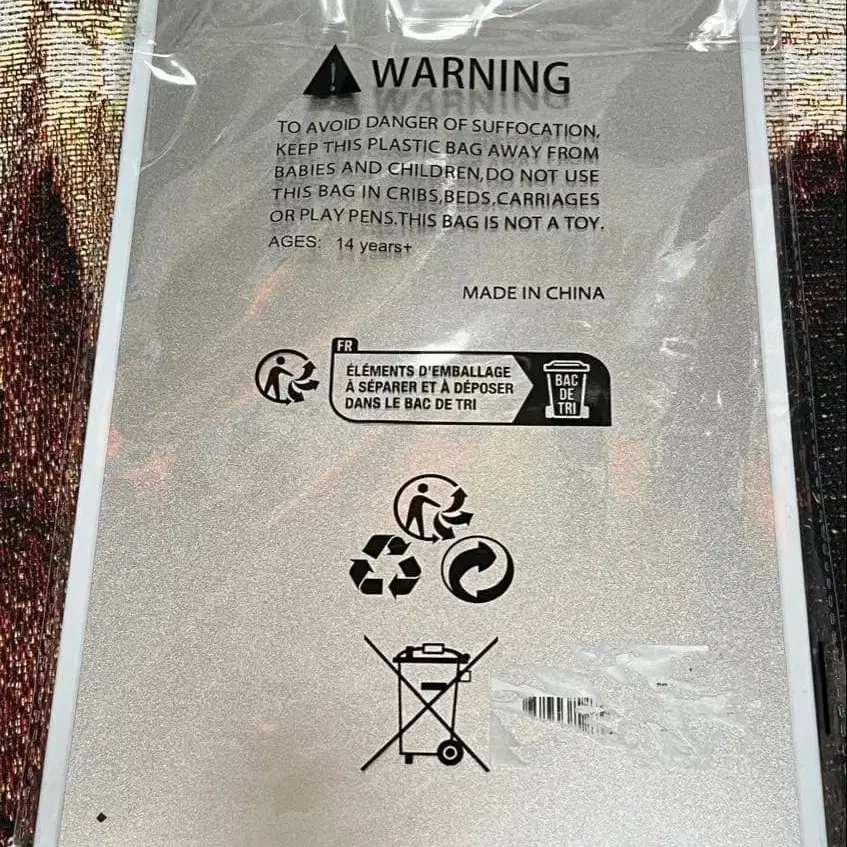 WARNING
TO AVOID DANGER OF SUFFOCATION,
KEEP THIS PLASTIC BAG AWAY FROM
BABIES AND CHILDREN,DO NOT USE
THIS BAG IN CRIBS,BEDS,CARRIAGES
OR PLAY PENS.THIS BAG IS NOT A TOY.
AGES: 14 years+
MADE IN CHINA
FR
ÉLÉMENTS D'EMBALLAGE
À SÉPARER ET À DÉPOSER
DANS LE BAC DE TRI
BAC
DE
TRI